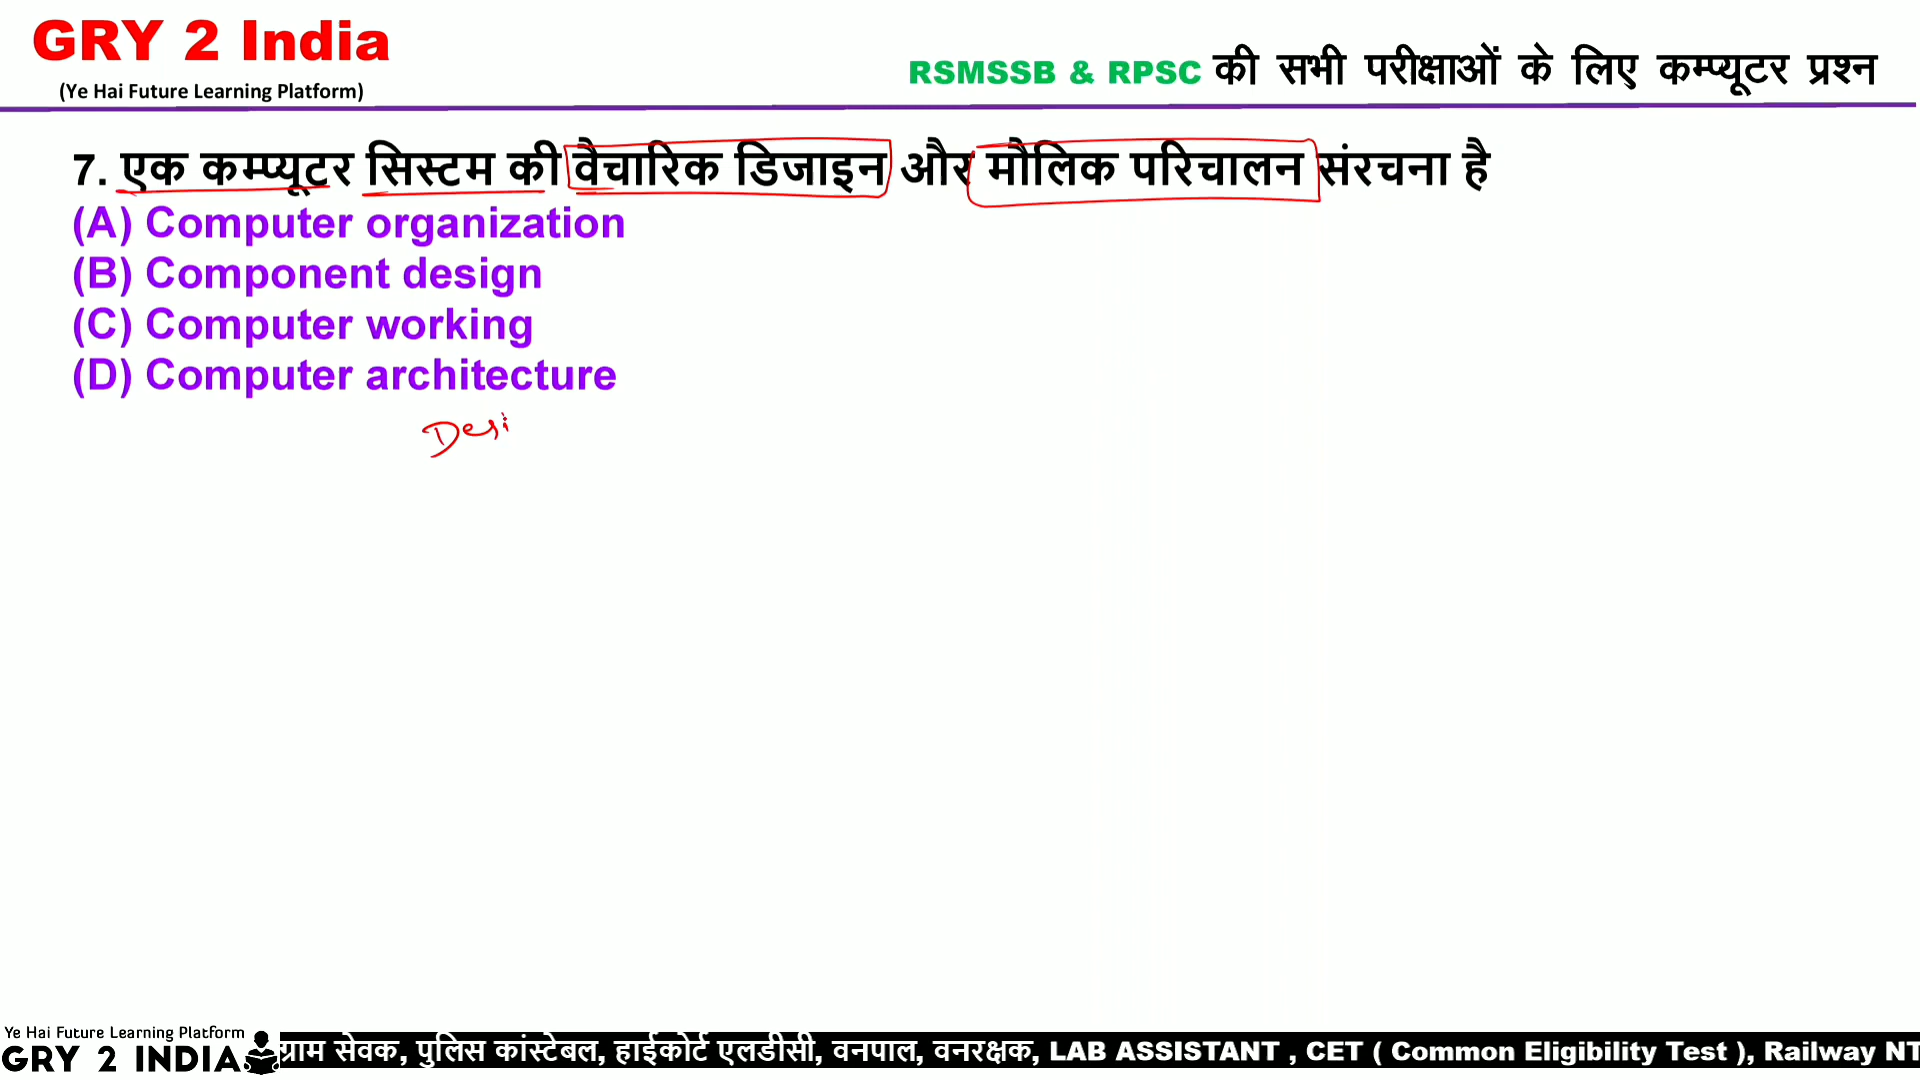 GRY 2 India
(Ye Hai Future Learning Platform)
RSMSSB & RPSC की सभी परीक्षाओं के लिए कम्प्यूटर प्रश्न
7. एक कम्प्यूटर सिस्टम की वैचारिक डिजाइन और मौलिक परिचालन संरचना है
(A) Computer organization
(B) Component design
(C) Computer working
(D) Computer architecture
Desi
Ye Hai Future Learning Platform
GRY 2 INDIA
ग्राम सेवक, पुलिस कांस्टेबल, हाईकोर्ट एलडीसी, वनपाल, वनरक्षक, LAB ASSISTANT , CET ( Common Eligibility Test ), Railway NT